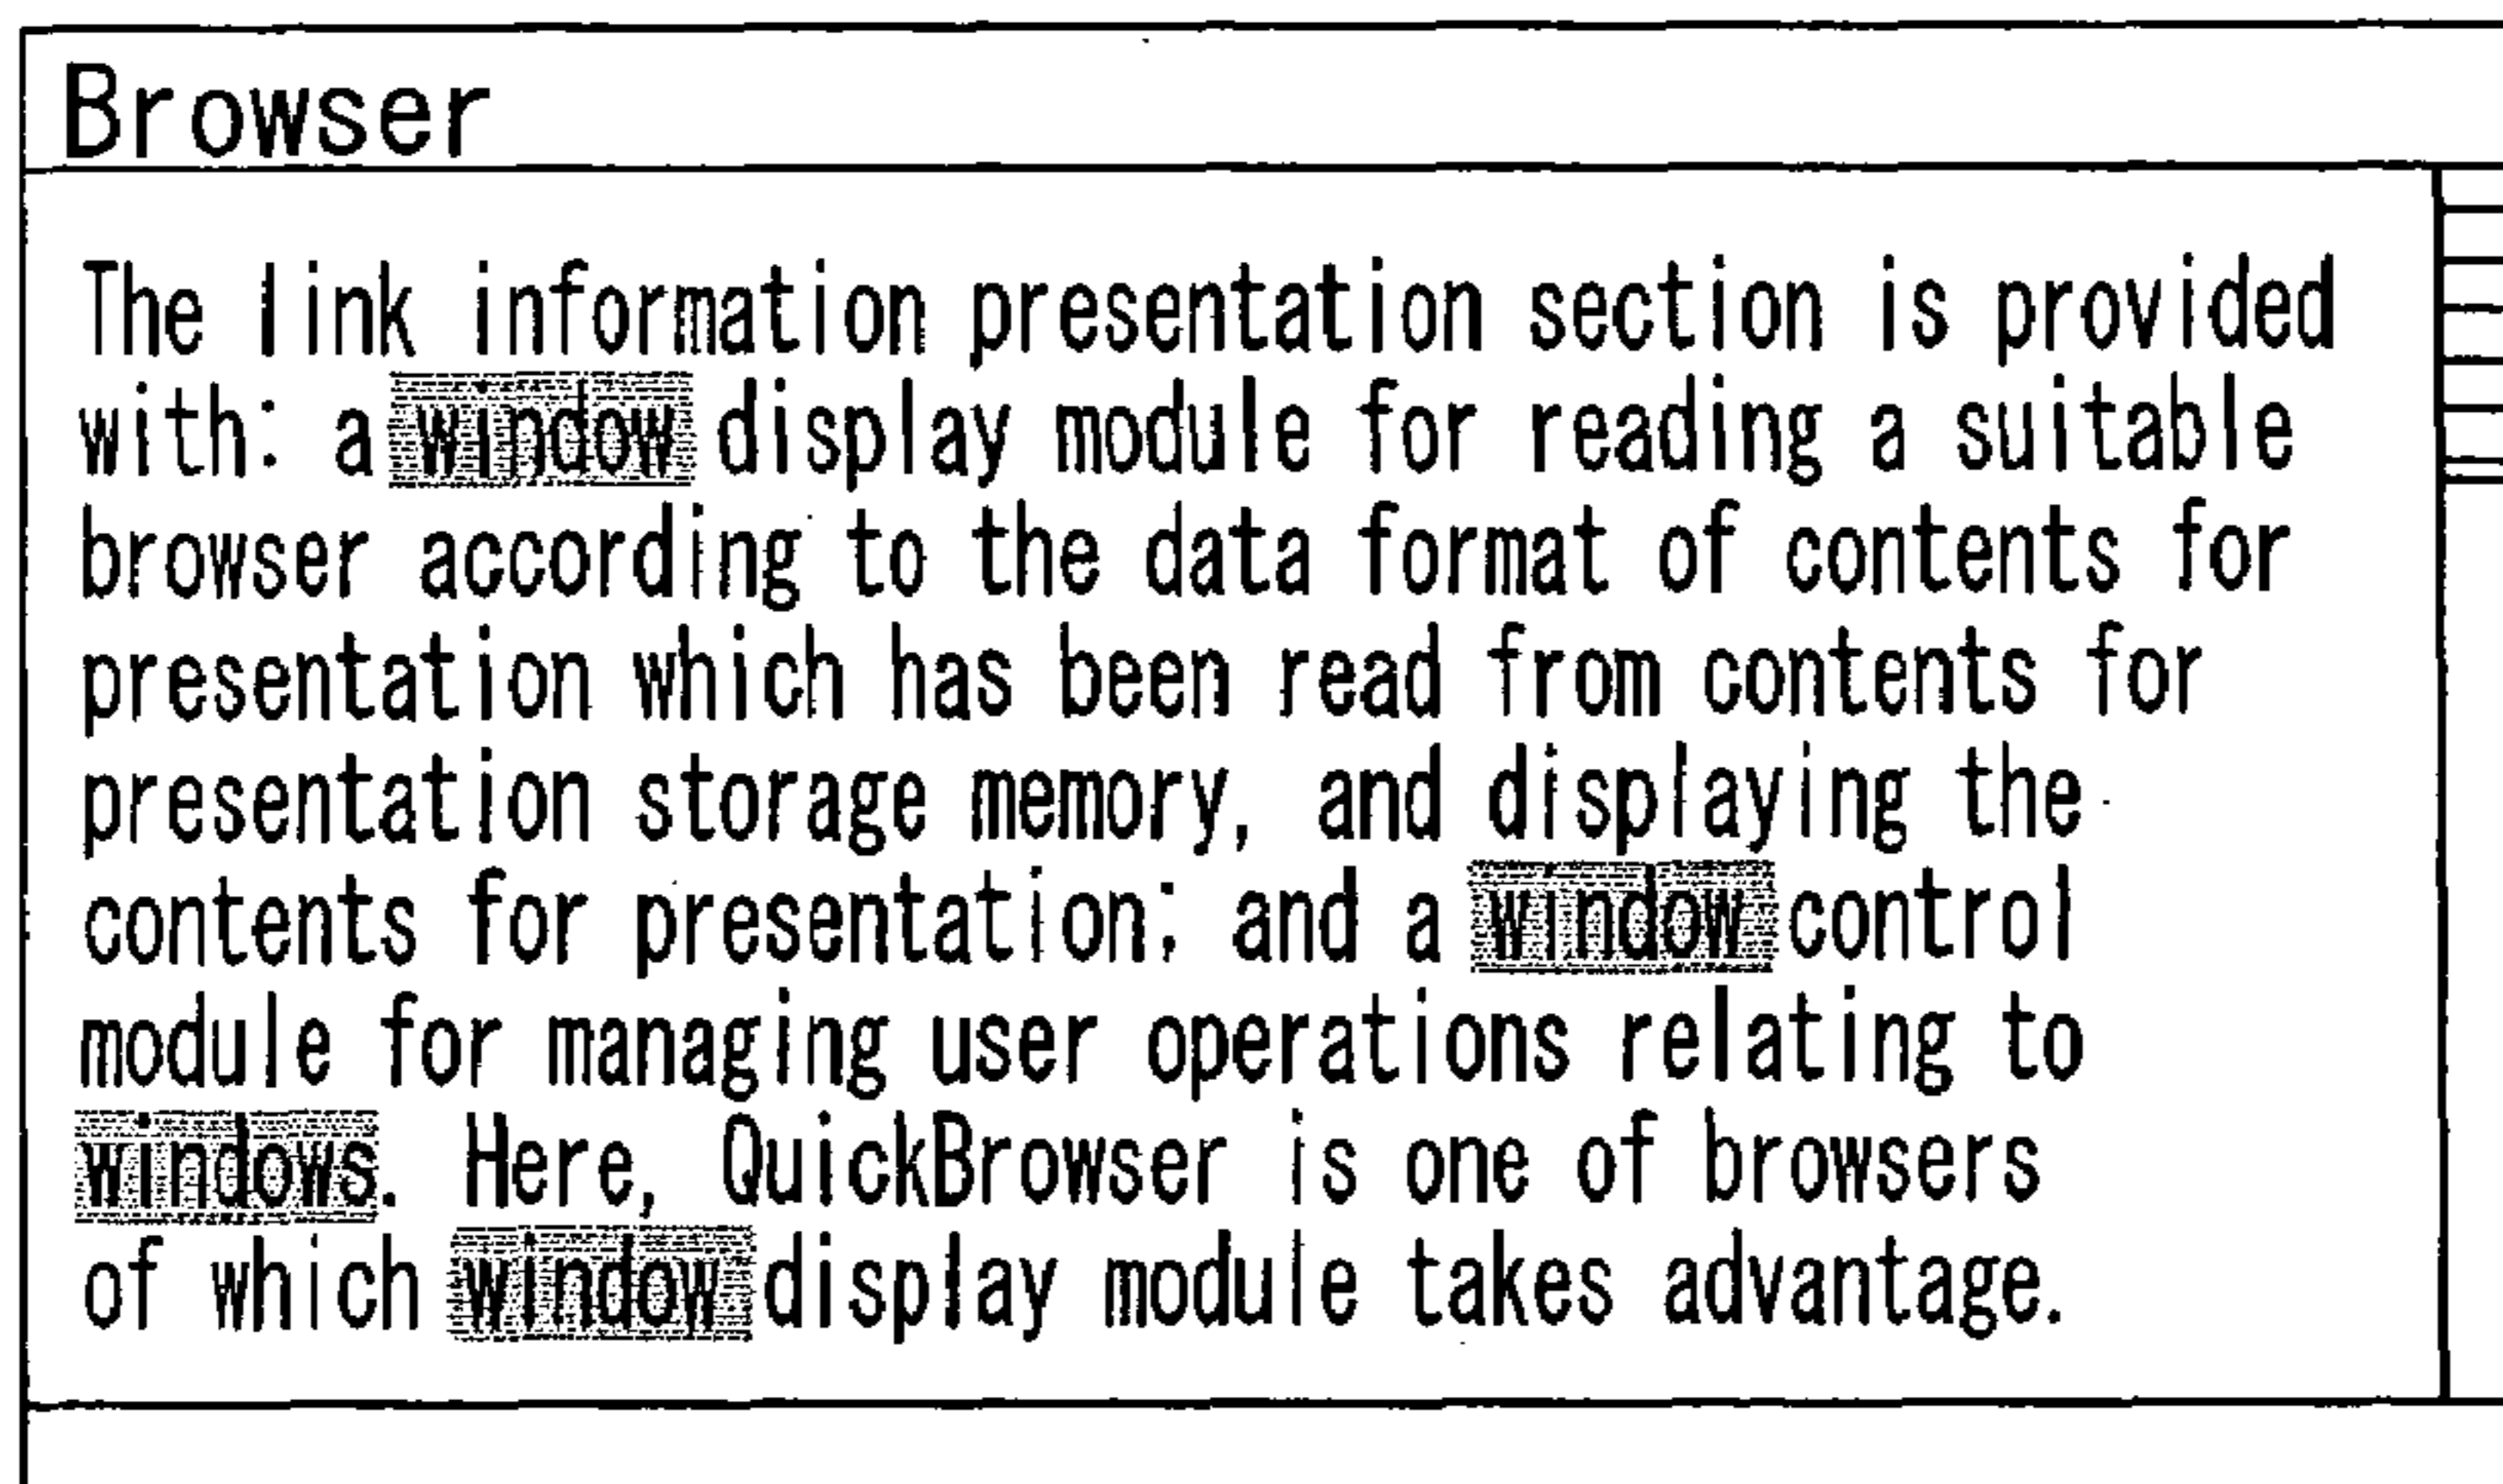 Browser
The link information presentation section is provided
with: a window display module for reading a suitable
browser according to the data format of contents for
presentation which has been read from contents for
presentation storage memory, and displaying the
contents for presentation; and a window control
module for managing user operations relating to
windows. Here, QuickBrowser is one of browsers
of which window display module takes advantage.